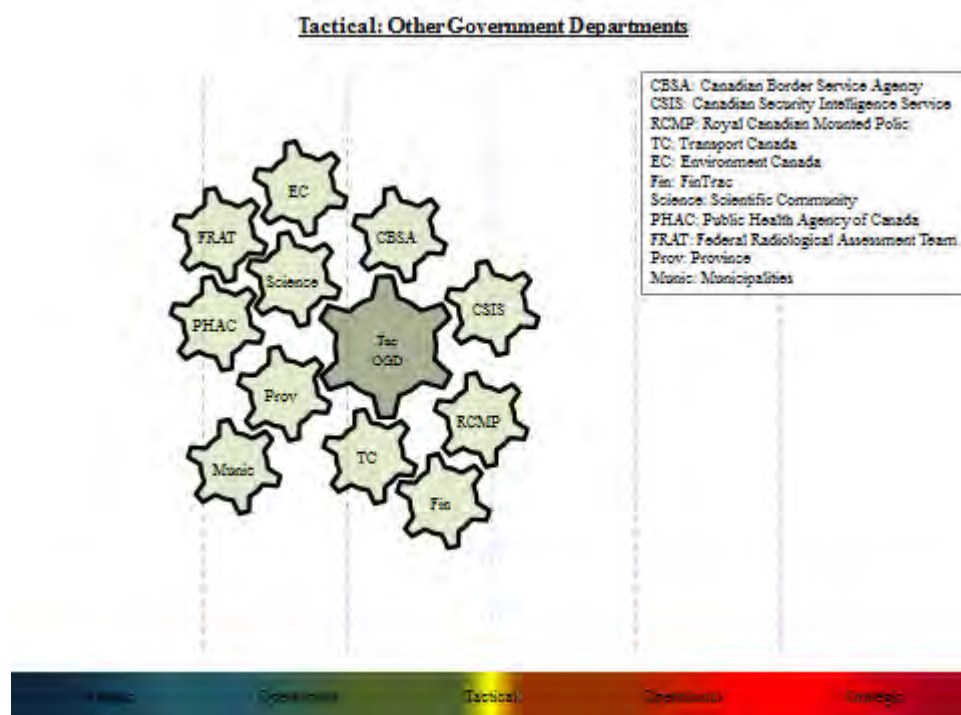 Tactical: Other Government Departments
CBSA: Canadian Border Service Agency
CSIS: Canadian Security Intelligence Service
RCMP: Royal Canadian Mounted Polic
TC: Transport Canada
EC: Environment Canada
Fin: FinTrac
Science: Scientific Community
PHAC: Public Health Agency of Canada
FRAT: Federal Radiological Assessment Team
Prov: Province
Munic: Municipalities
EC
FRAT
CBSA
Science
CSIS
PHAC
Tac
OGD
Prov
RCMP
TC
Munic
Fin
Tactical
Operational
Strategic